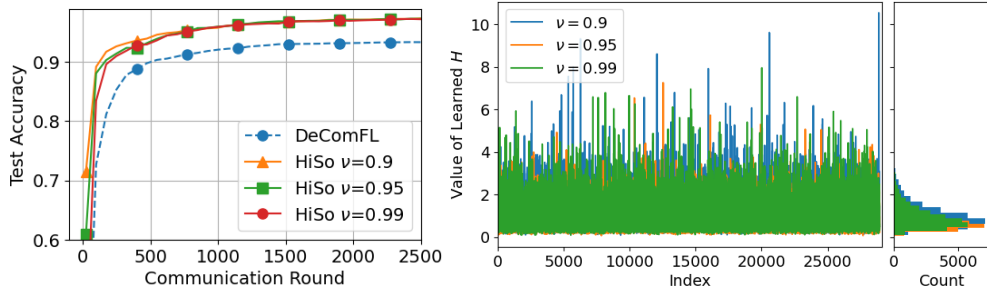 Test Accuracy
0.9
0.8
0.7
0.6
DeComFL
HiSo ν=0.9
HiSo ν=0.95
HiSo ν=0.99
0 500 1000 1500 2000 2500
Communication Round
Value of Learned H
10
8
6
4
2
0
ν = 0.9
ν = 0.95
ν = 0.99
0 5000 10000 15000 20000 25000
Index
0 5000
Count